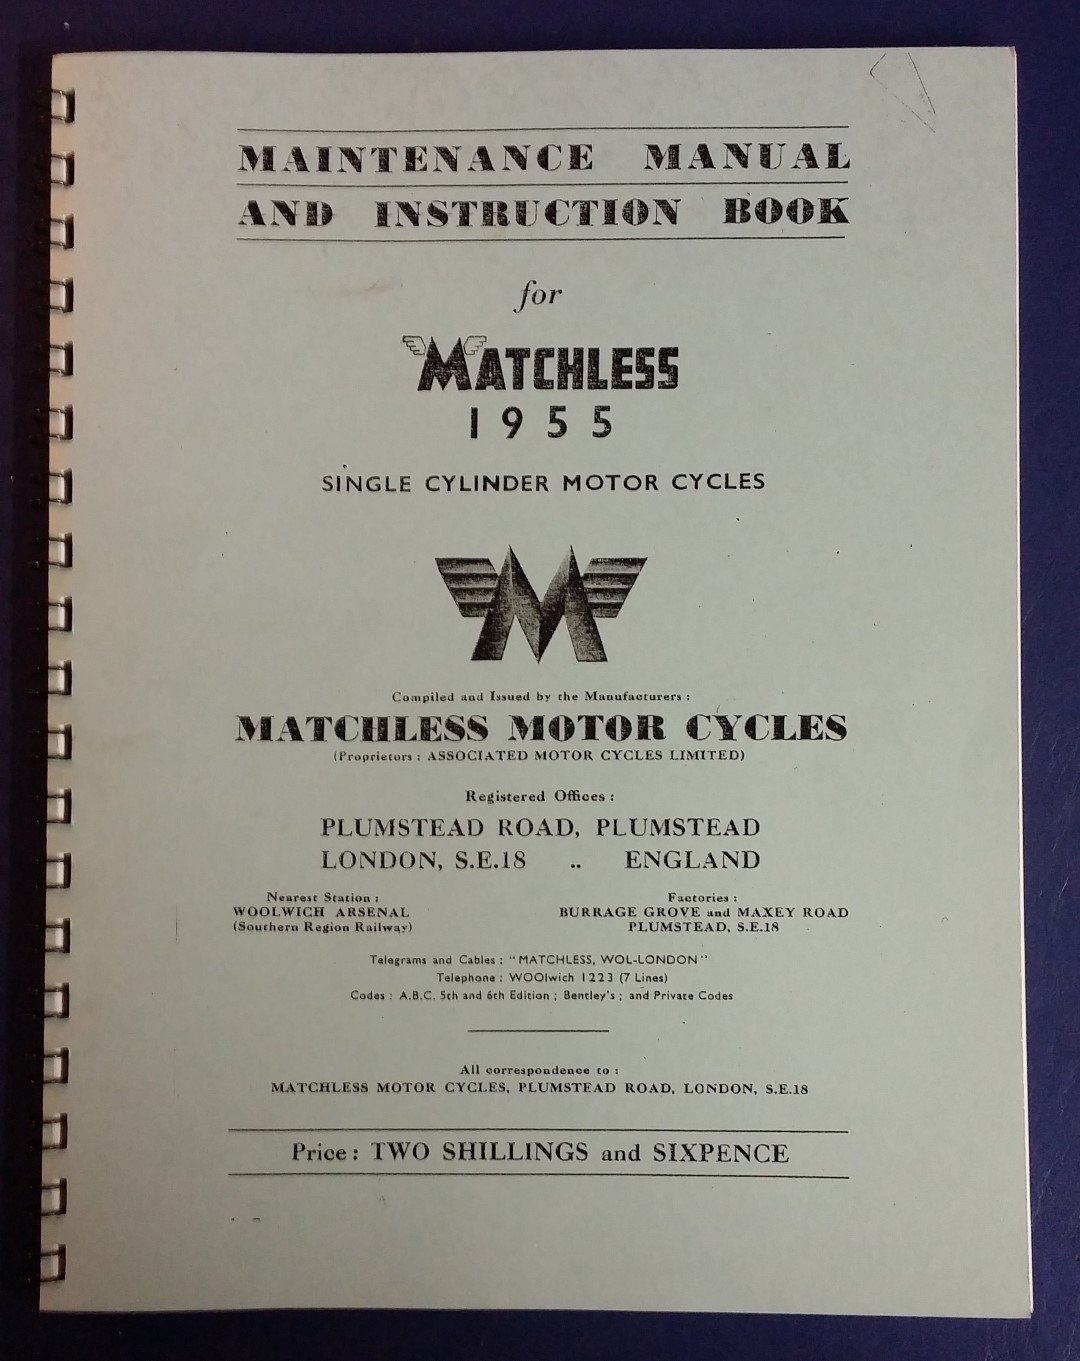 MAINTENANCE MANUAL
AND INSTRUCTION BOOK
for
MATCHLESS
1955
SINGLE CYLINDER MOTOR CYCLES
M
Compiled and Issued by the Manufacturers :
MATCHLESS MOTOR CYCLES
(Proprietors : ASSOCIATED MOTOR CYCLES LIMITED)
Registered Offices :
PLUMSTEAD ROAD, PLUMSTEAD
LONDON, S.E.18 .. ENGLAND
Nearest Station :
WOOLWICH ARSENAL
(Southern Region Railway)
Factories :
BURRAGE GROVE and MAXEY ROAD
PLUMSTEAD, S.E.18
Telegrams and Cables : "MATCHLESS, WOL-LONDON"
Telephone : WOOlwich 1223 (7 Lines)
Codes : A.B.C. 5th and 6th Edition ; Bentley's ; and Private Codes
All correspondence to :
MATCHLESS MOTOR CYCLES, PLUMSTEAD ROAD, LONDON, S.E.18
Price : TWO SHILLINGS and SIXPENCE